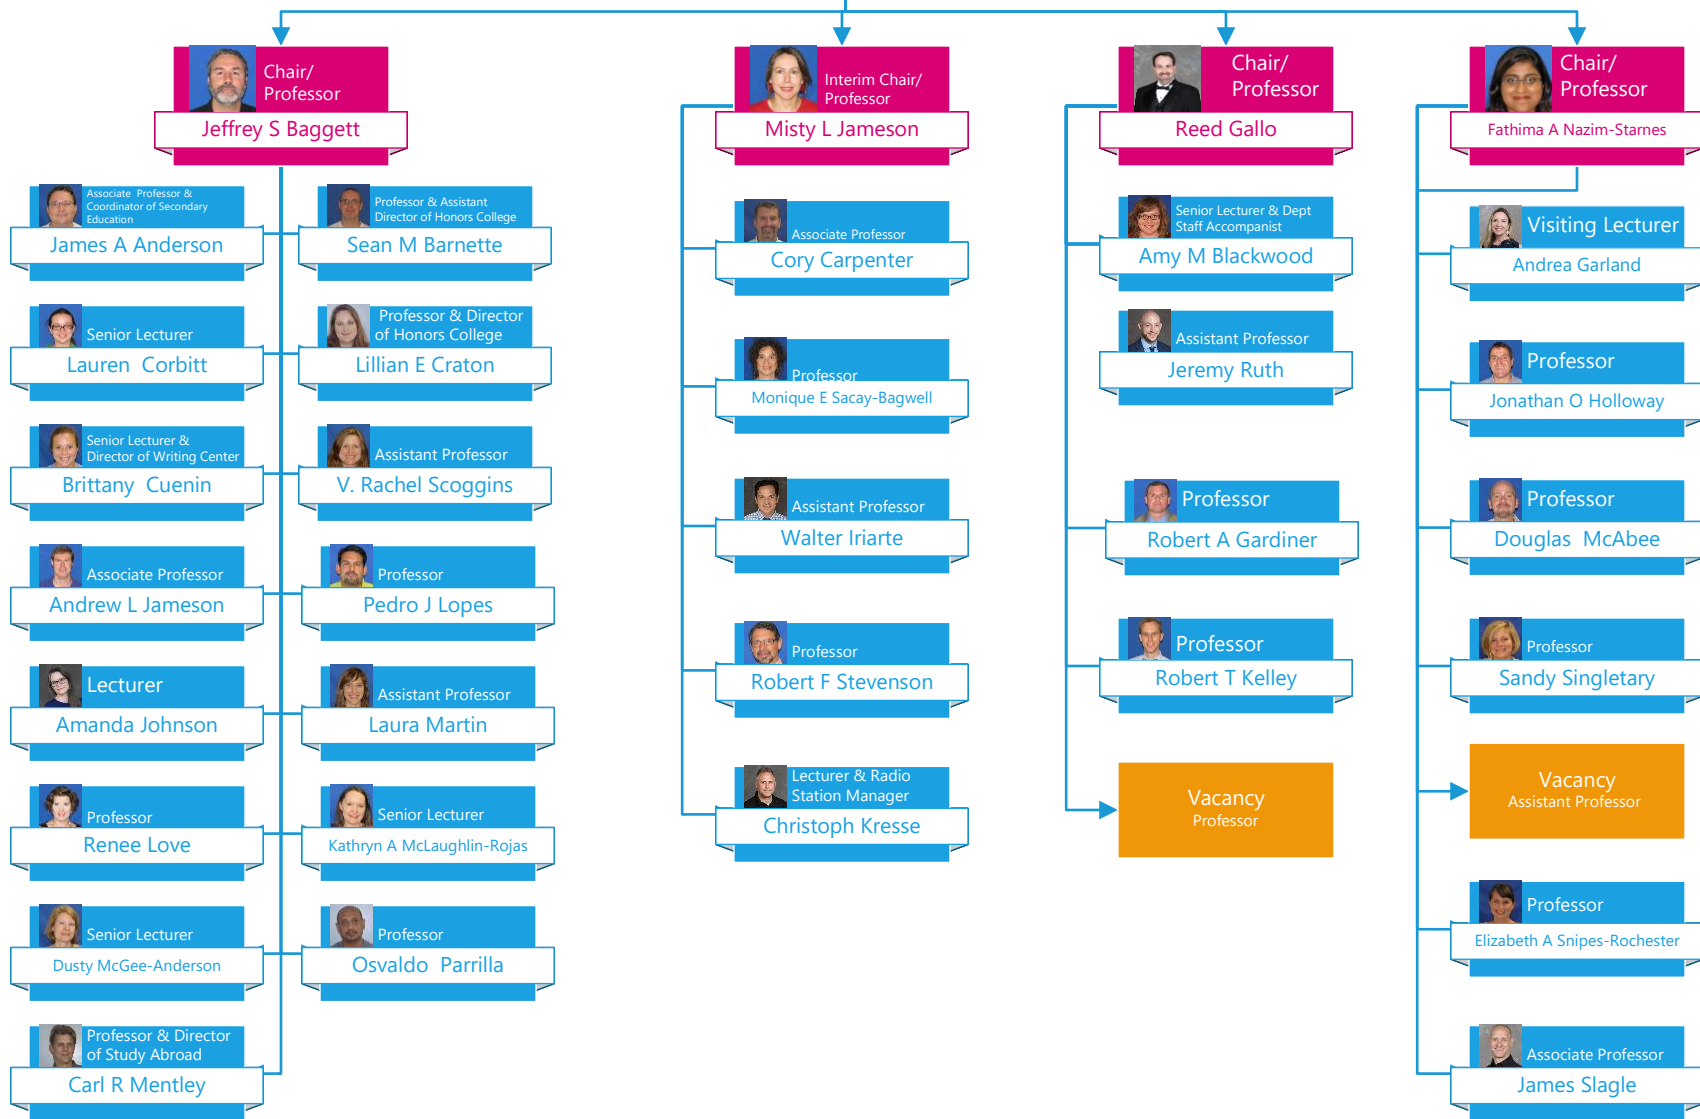 Chair/
Professor
Jeffrey S Baggett
Associate Professor &
Coordinator of Secondary
Education
James A Anderson
Professor & Assistant
Director of Honors College
Sean M Barnette
Senior Lecturer
Lauren Corbitt
Professor & Director
of Honors College
Lillian E Craton
Senior Lecturer &
Director of Writing Center
Brittany Cuenin
Assistant Professor
V. Rachel Scoggins
Associate Professor
Andrew L Jameson
Professor
Pedro J Lopes
Lecturer
Amanda Johnson
Assistant Professor
Laura Martin
Professor
Renee Love
Senior Lecturer
Kathryn A McLaughlin-Rojas
Senior Lecturer
Dusty McGee-Anderson
Professor
Osvaldo Parrilla
Professor & Director
of Study Abroad
Carl R Mentley
Interim Chair/
Professor
Misty L Jameson
Associate Professor
Cory Carpenter
Professor
Monique E Sacay-Bagwell
Assistant Professor
Walter Iriarte
Professor
Robert F Stevenson
Lecturer & Radio
Station Manager
Christoph Kresse
Chair/
Professor
Reed Gallo
Senior Lecturer & Dept
Staff Accompanist
Amy M Blackwood
Assistant Professor
Jeremy Ruth
Professor
Robert A Gardiner
Professor
Robert T Kelley
Vacancy
Professor
Chair/
Professor
Fathima A Nazim-Starnes
Visiting Lecturer
Andrea Garland
Professor
Jonathan O Holloway
Professor
Douglas McAbee
Professor
Sandy Singletary
Vacancy
Assistant Professor
Professor
Elizabeth A Snipes-Rochester
Associate Professor
James Slagle